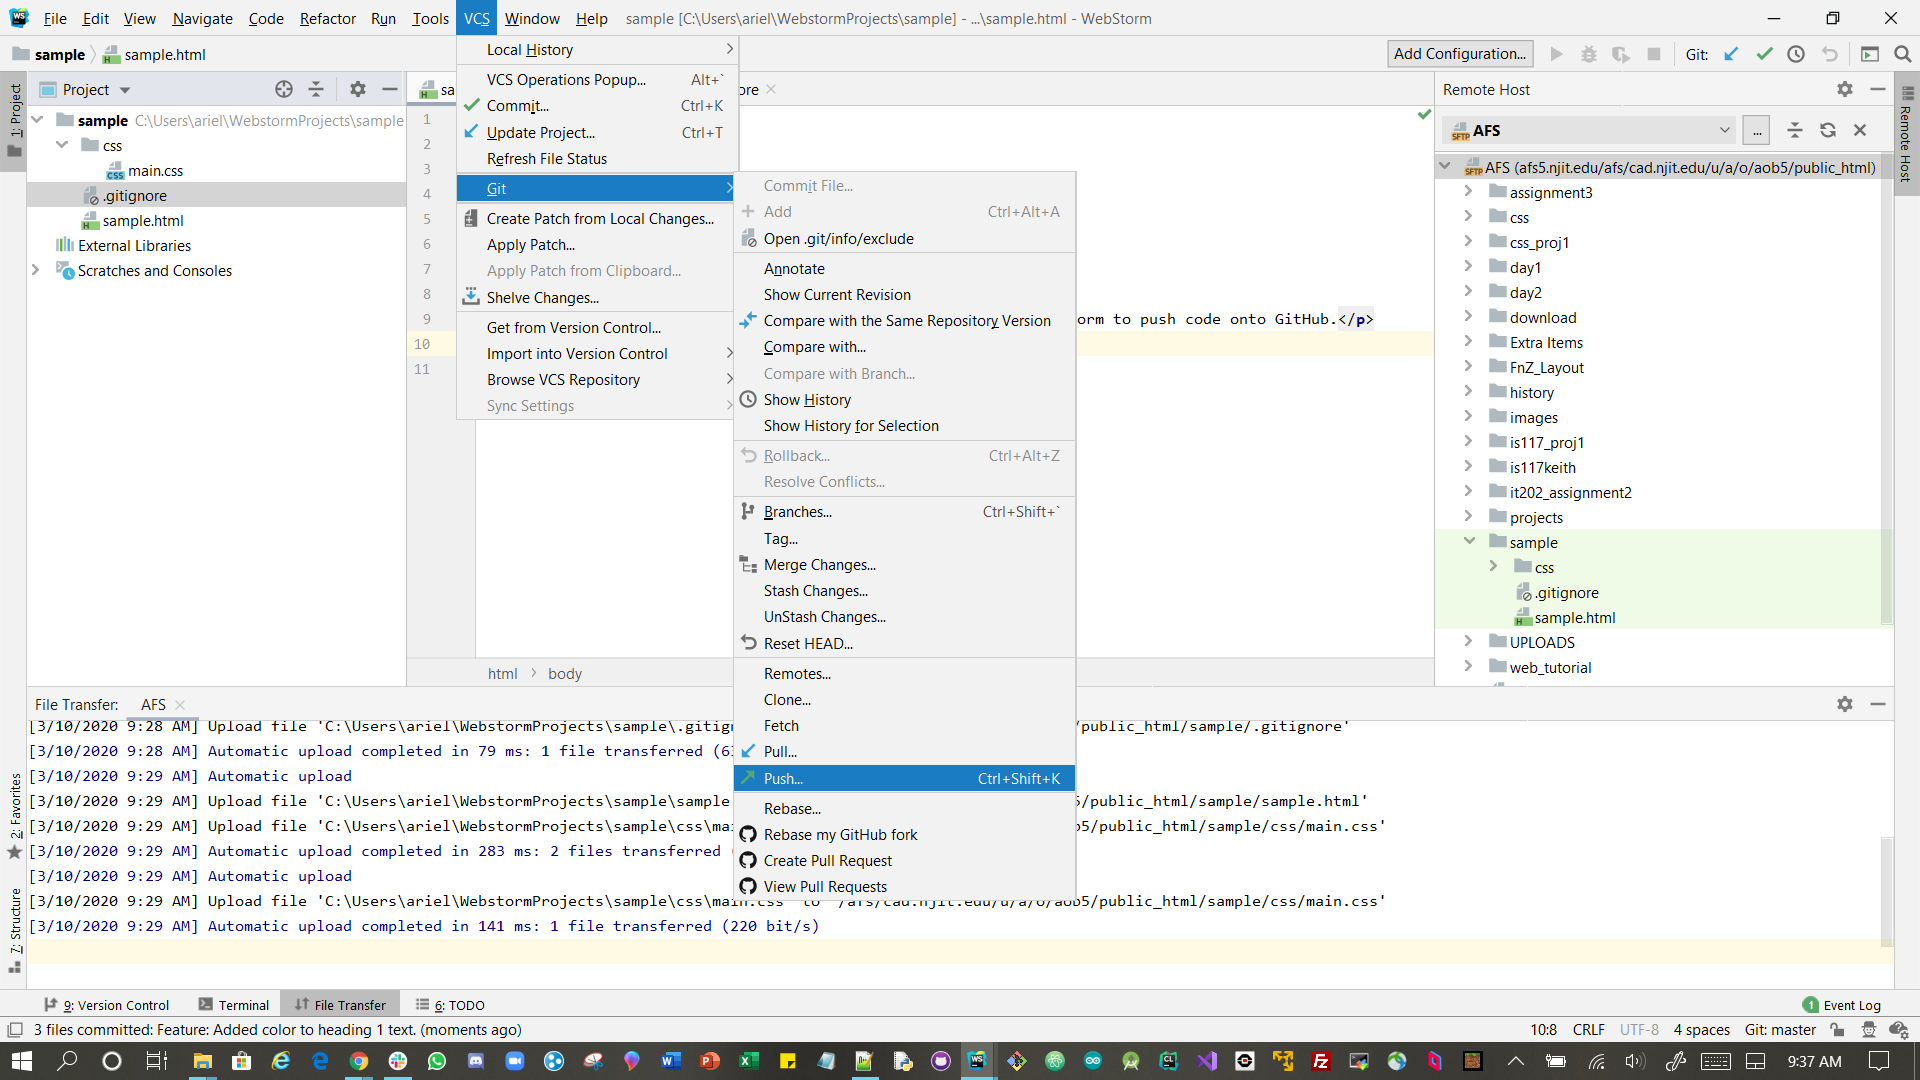 File Edit View Navigate Code Refactor Run Tools VCS Window Help sample [C:\Users\ariel\WebstormProjects\sample] - ...\sample.html - WebStorm
sample sample.html
Add Configuration... Git:
Project
sample C:\Users\ariel\WebstormProjects\sample
css
main.css
.gitignore
sample.html
External Libraries
Scratches and Consoles
1: Project
2: Favorites
7: Structure
Local History
VCS Operations Popup... Alt+`
Commit... Ctrl+K
Update Project... Ctrl+T
Refresh File Status
Git
Create Patch from Local Changes...
Apply Patch...
Apply Patch from Clipboard...
Shelve Changes...
Get from Version Control...
Import into Version Control
Browse VCS Repository
Sync Settings
Commit File...
Add Ctrl+Alt+A
Open .git/info/exclude
Annotate
Show Current Revision
Compare with the Same Repository Version
Compare with...
Compare with Branch...
Show History
Show History for Selection
Rollback... Ctrl+Alt+Z
Resolve Conflicts...
Branches... Ctrl+Shift+`
Tag...
Merge Changes...
Stash Changes...
UnStash Changes...
Reset HEAD...
Remotes...
Clone...
Fetch
Pull...
Push... Ctrl+Shift+K
Rebase...
Rebase my GitHub fork
Create Pull Request
View Pull Requests
sa
ore
1
2
3
4
5
6
7
8
9
10
11
orm to push code onto GitHub.</p>
html body
Remote Host
AFS
...
AFS (afs5.njit.edu/afs/cad.njit.edu/u/a/o/aob5/public_html)
assignment3
css
css_proj1
day1
day2
download
Extra Items
FnZ_Layout
history
images
is117_proj1
is117keith
it202_assignment2
projects
sample
css
.gitignore
sample.html
UPLOADS
web_tutorial
Remote Host
File Transfer: AFS
[3/10/2020 9:28 AM] Upload file 'C:\Users\ariel\WebstormProjects\sample\.gitign /public_html/sample/.gitignore'
[3/10/2020 9:28 AM] Automatic upload completed in 79 ms: 1 file transferred (6
[3/10/2020 9:29 AM] Automatic upload
[3/10/2020 9:29 AM] Upload file 'C:\Users\ariel\WebstormProjects\sample\sample 5/public_html/sample/sample.html'
[3/10/2020 9:29 AM] Upload file 'C:\Users\ariel\WebstormProjects\sample\css\ma ob5/public_html/sample/css/main.css'
[3/10/2020 9:29 AM] Automatic upload completed in 283 ms: 2 files transferred
[3/10/2020 9:29 AM] Automatic upload
[3/10/2020 9:29 AM] Upload file 'C:\Users\ariel\WebstormProjects\sample\css\main.css' to '/afs/cad.njit.edu/u/a/o/aob5/public_html/sample/css/main.css'
[3/10/2020 9:29 AM] Automatic upload completed in 141 ms: 1 file transferred (220 bit/s)
9: Version Control Terminal File Transfer 6: TODO 1 Event Log
3 files committed: Feature: Added color to heading 1 text. (moments ago) 10:8 CRLF UTF-8 4 spaces Git: master
9:37 AM